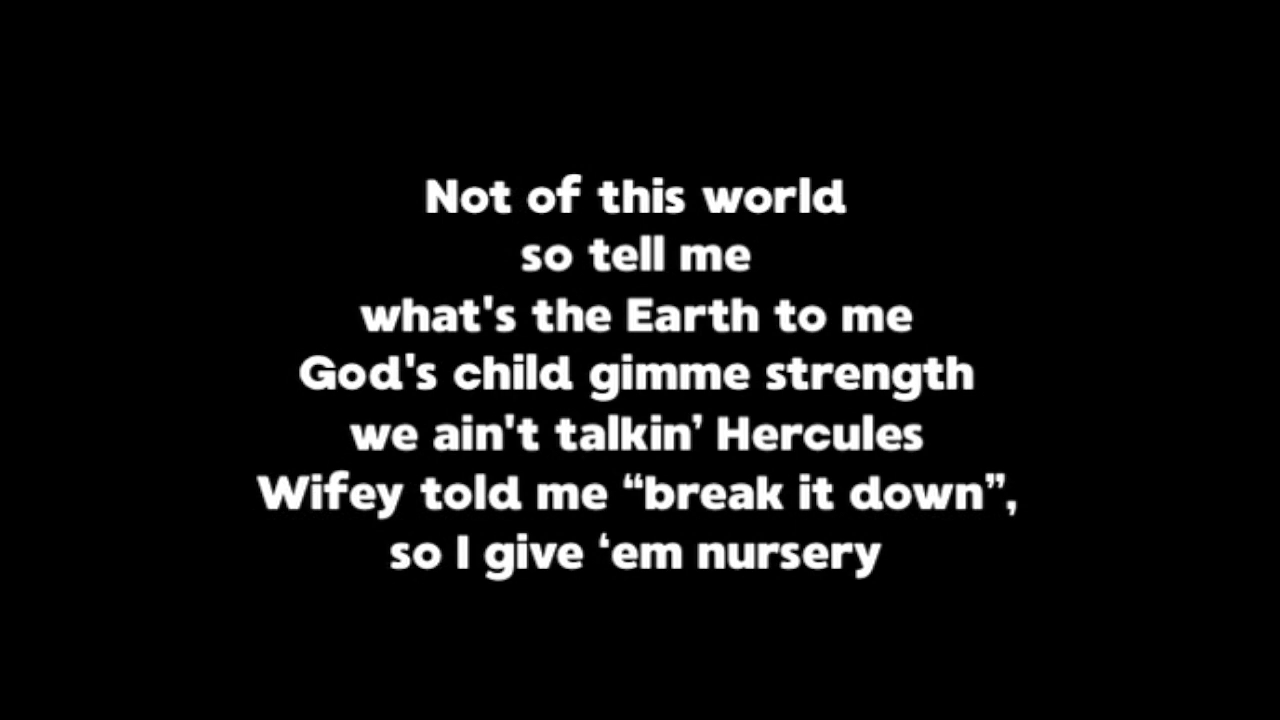 Not of this world
so tell me
what's the Earth to me
God's child gimme strength
we ain't talkin’ Hercules
Wifey told me “break it down”,
so I give ‘em nursery